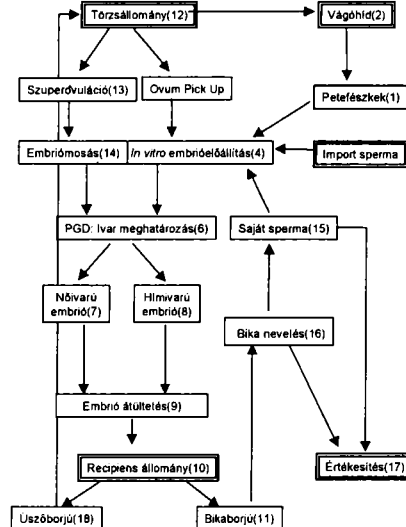 Törzsállomány(12)
Vágóhíd(2)
Szuperovuláció(13)
Ovum Pick Up
Petefészkek(1)
Embriómosás(14)
In vitro embrióelőállítás(4)
Import sperma
PGD: Ivar meghatározás(6)
Saját sperma(15)
Nőivarú
embrió(7)
Hímivarú
embrió(8)
Bika nevelés(16)
Embrió átültetés(9)
Recipiens állomány(10)
Értékesítés(17)
Üszőborjú(18)
Bikaborjú(11)